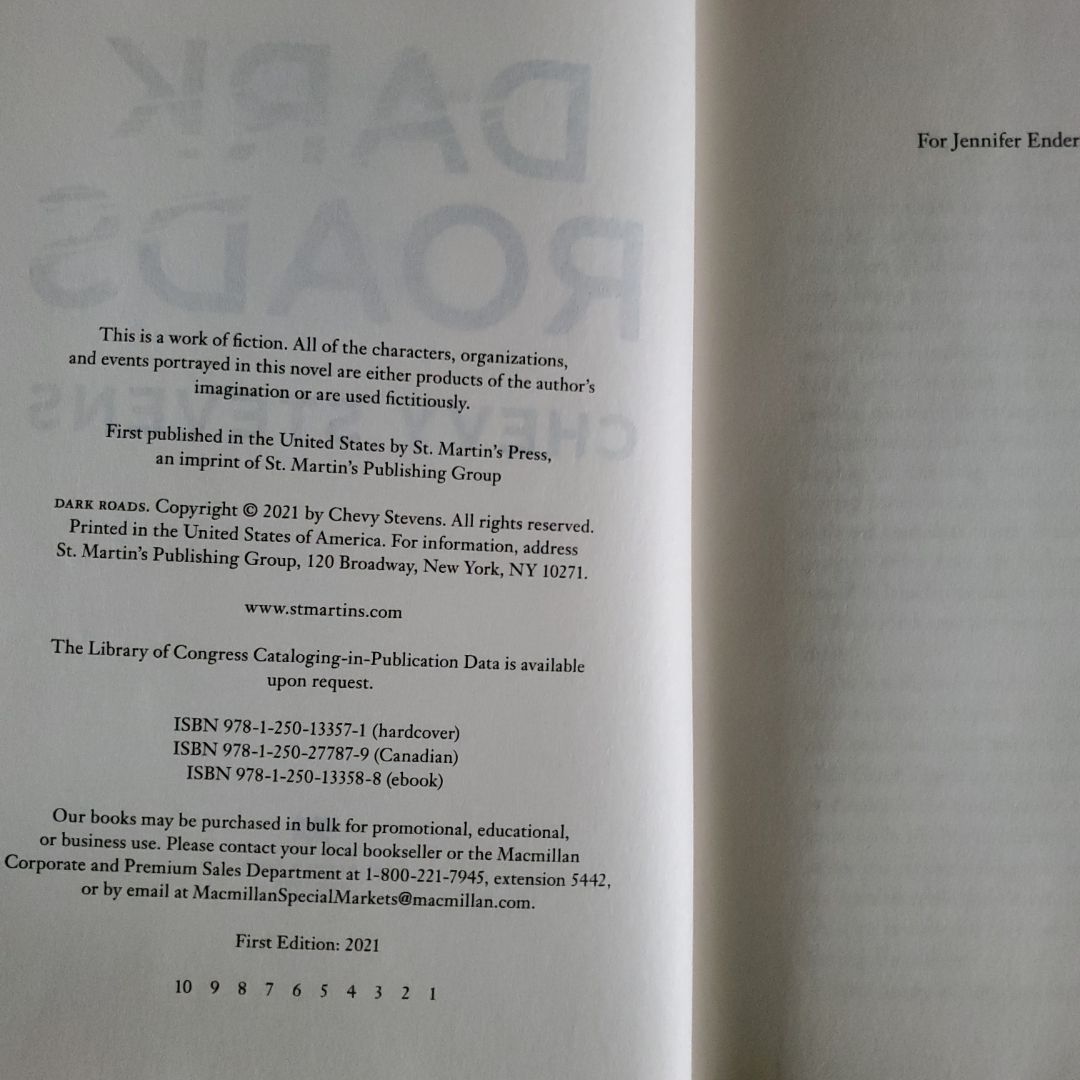 DARK
ROADS
CHEVY STEVENS
This is a work of fiction. All of the characters, organizations,
and events portrayed in this novel are either products of the author's
imagination or are used fictitiously.
First published in the United States by St. Martin's Press,
an imprint of St. Martin's Publishing Group
DARK ROADS. Copyright © 2021 by Chevy Stevens. All rights reserved.
Printed in the United States of America. For information, address
St. Martin's Publishing Group, 120 Broadway, New York, NY 10271.
www.stmartins.com
The Library of Congress Cataloging-in-Publication Data is available
upon request.
ISBN 978-1-250-13357-1 (hardcover)
ISBN 978-1-250-27787-9 (Canadian)
ISBN 978-1-250-13358-8 (ebook)
Our books may be purchased in bulk for promotional, educational,
or business use. Please contact your local bookseller or the Macmillan
Corporate and Premium Sales Department at 1-800-221-7945, extension 5442,
or by email at MacmillanSpecialMarkets@macmillan.com.
First Edition: 2021
10 9 8 7 6 5 4 3 2 1
For Jennifer Ender